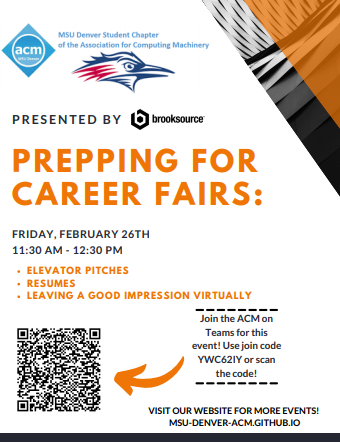 acm
MSU Denver
MSU Denver Student Chapter
of the Association for Computing Machinery
PRESENTED BY brooksource
PREPPING FOR
CAREER FAIRS:
FRIDAY, FEBRUARY 26TH
11:30 AM - 12:30 PM
• ELEVATOR PITCHES
• RESUMES
• LEAVING A GOOD IMPRESSION VIRTUALLY
Join the ACM on
Teams for this
event! Use join code
YWC62IY or scan
the code!
VISIT OUR WEBSITE FOR MORE EVENTS!
MSU-DENVER-ACM.GITHUB.IO